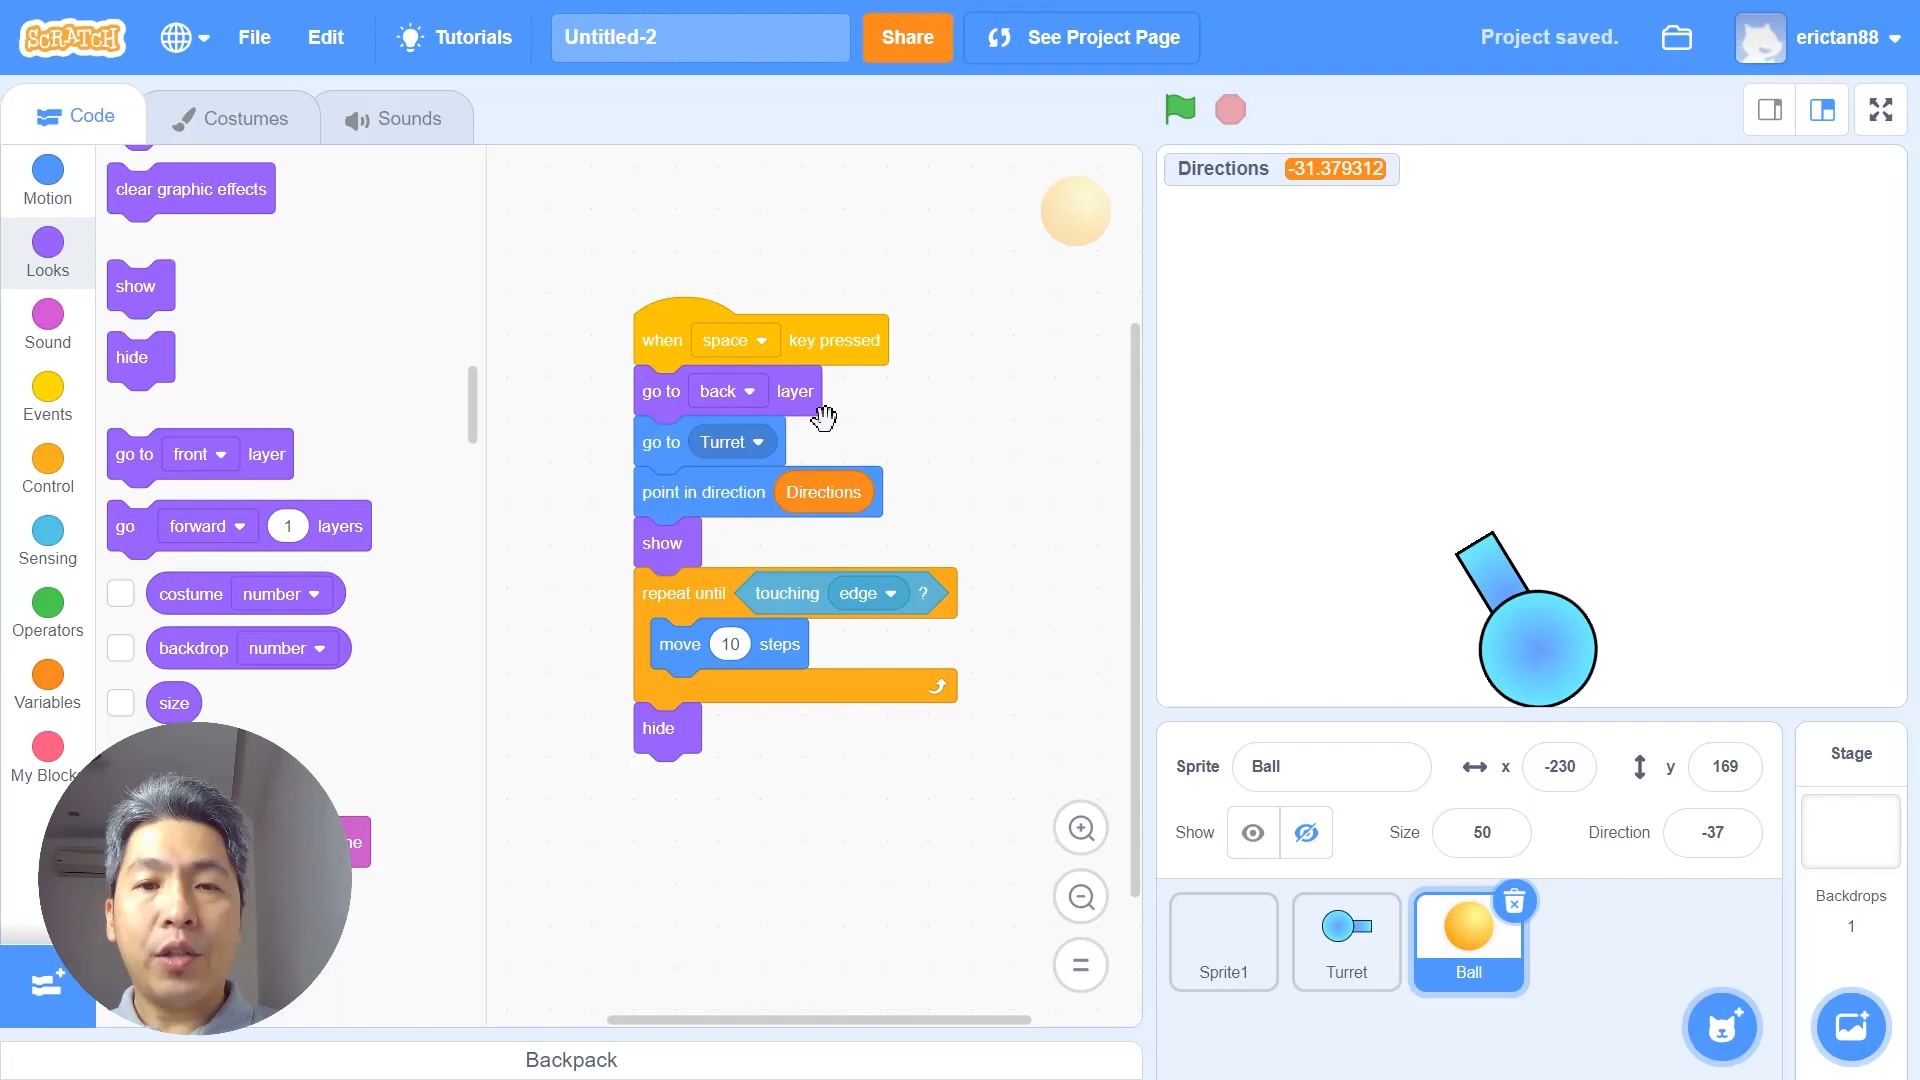 SCRATCH
File
Edit
Tutorials
Untitled-2
Share
See Project Page
Project saved.
erictan88
Code
Costumes
Sounds
Motion
Looks
Sound
Events
Control
Sensing
Operators
Variables
My Block
clear graphic effects
show
hide
go to front layer
go forward 1 layers
costume number
backdrop number
size
ne
when space key pressed
go to back layer
go to Turret
point in direction Directions
show
repeat until touching edge ?
move 10 steps
hide
Backpack
Directions -31.379312
Sprite Ball x -230 y 169
Show Size 50 Direction -37
Sprite1
Turret
Ball
Stage
Backdrops
1